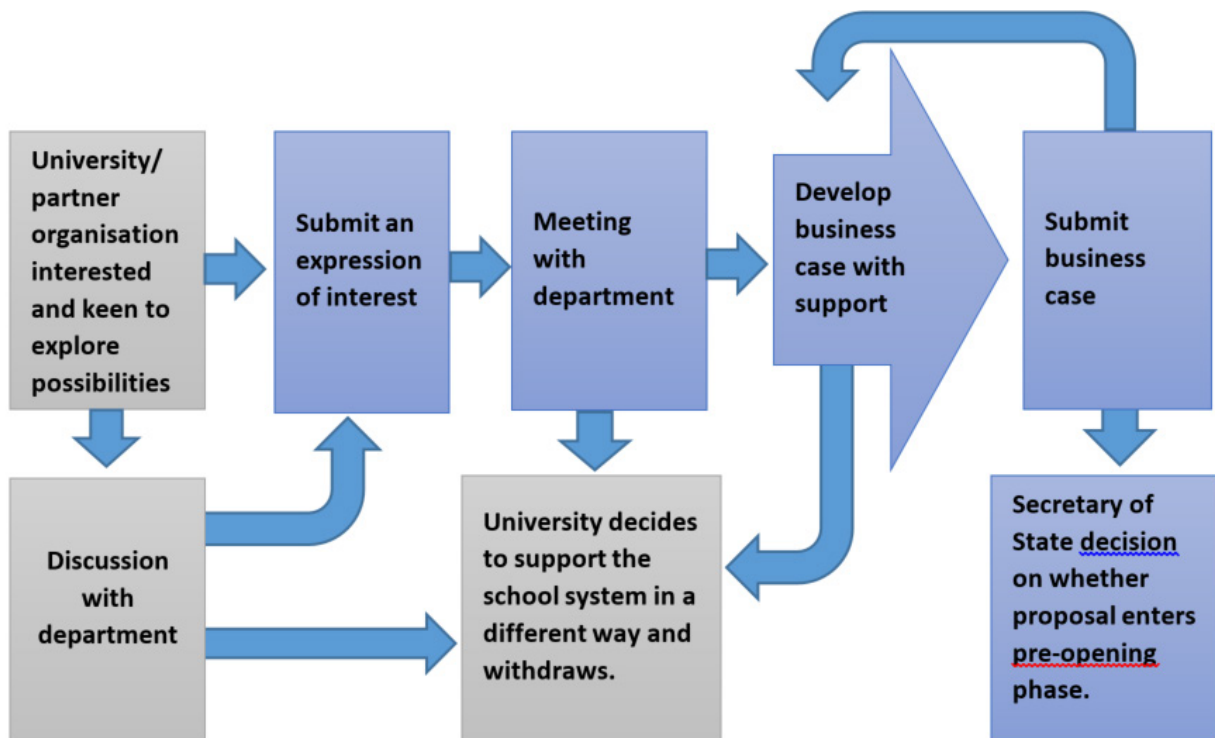 University/
partner
organisation
interested
and keen to
explore
possibilities
Submit an
expression
of interest
Meeting
with
department
Develop
business
case with
support
Submit
business
case
Discussion
with
department
University decides
to support the
school system in a
different way and
withdraws.
Secretary of
State decision
on whether
proposal enters
pre-opening
phase.